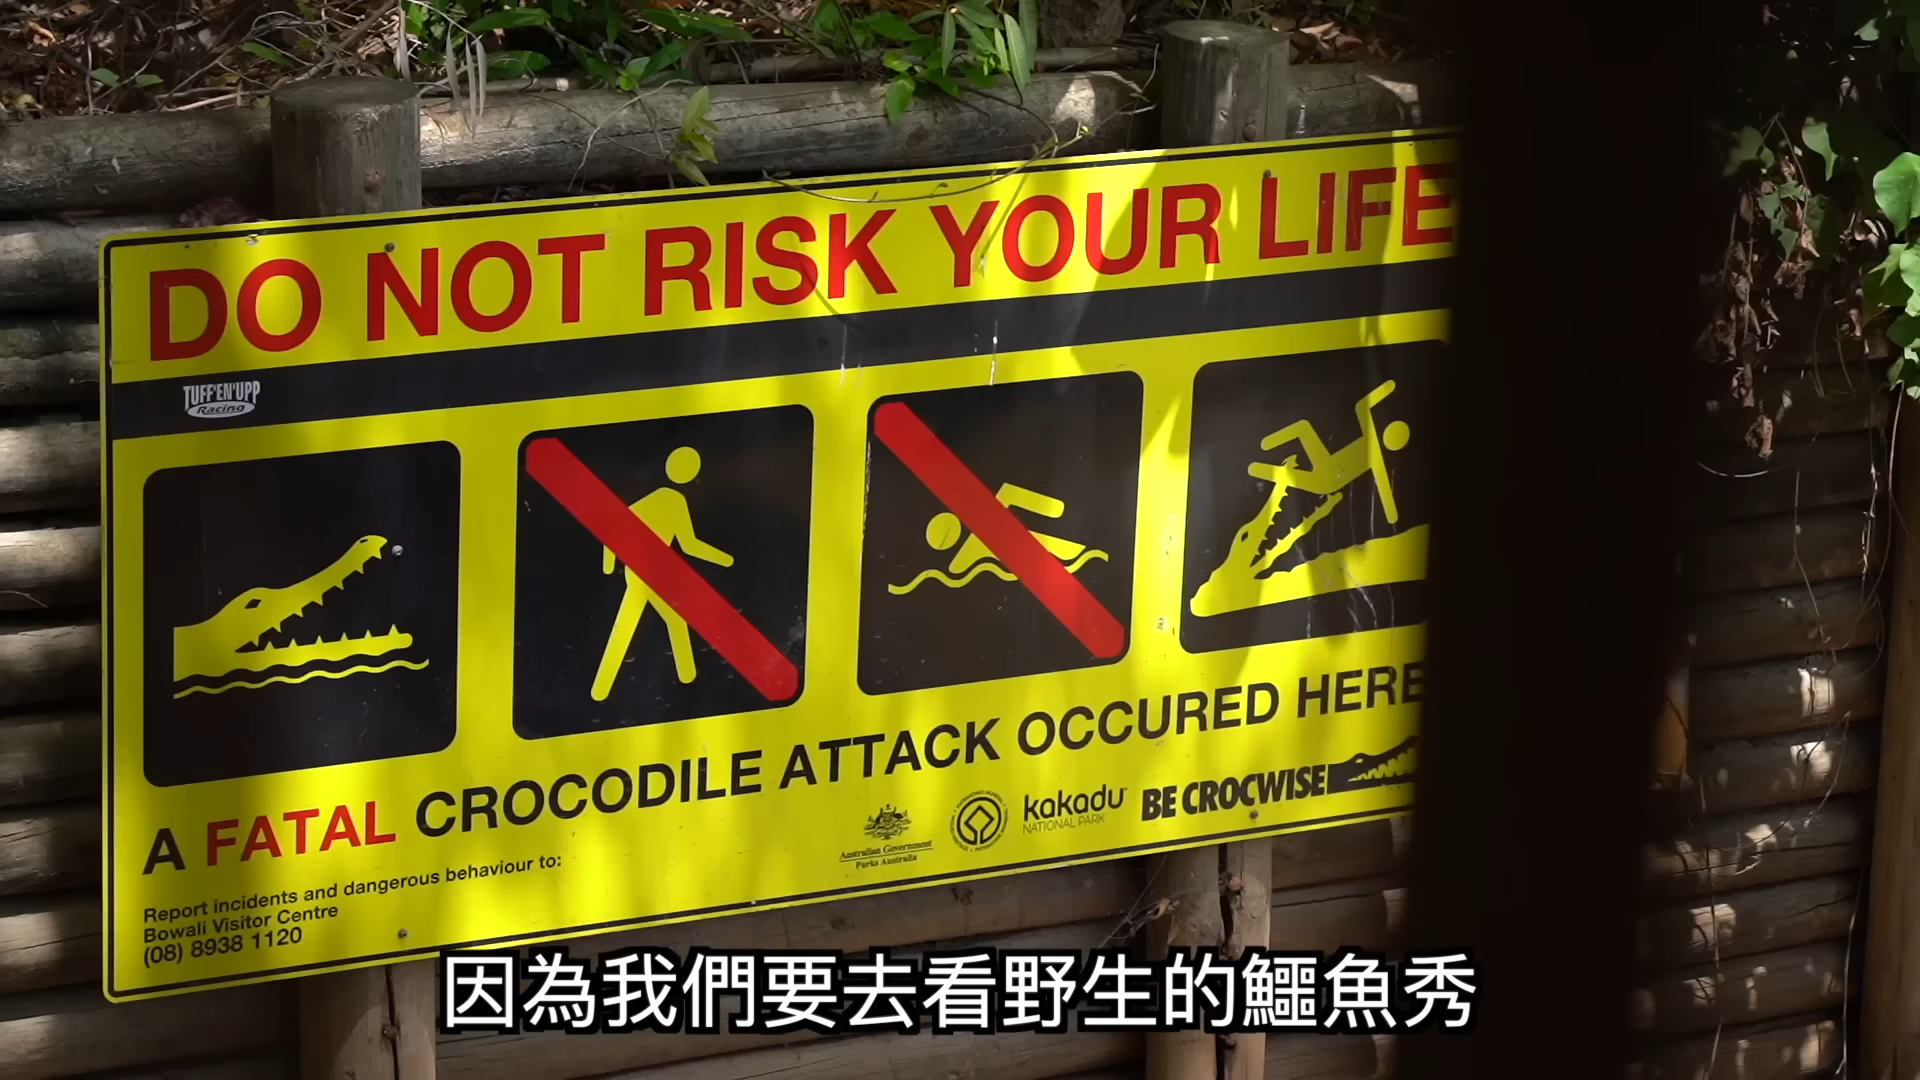 DO NOT RISK YOUR LIFE
TUFF'EN'UPP
Racing
A FATAL CROCODILE ATTACK OCCURED HERE
Report incidents and dangerous behaviour to:
Bowali Visitor Centre
(08) 8938 1120
Australian Government
Parks Australia
kakadu
NATIONAL PARK
BE CROCWISE
因為我們要去看野生的鱷魚秀